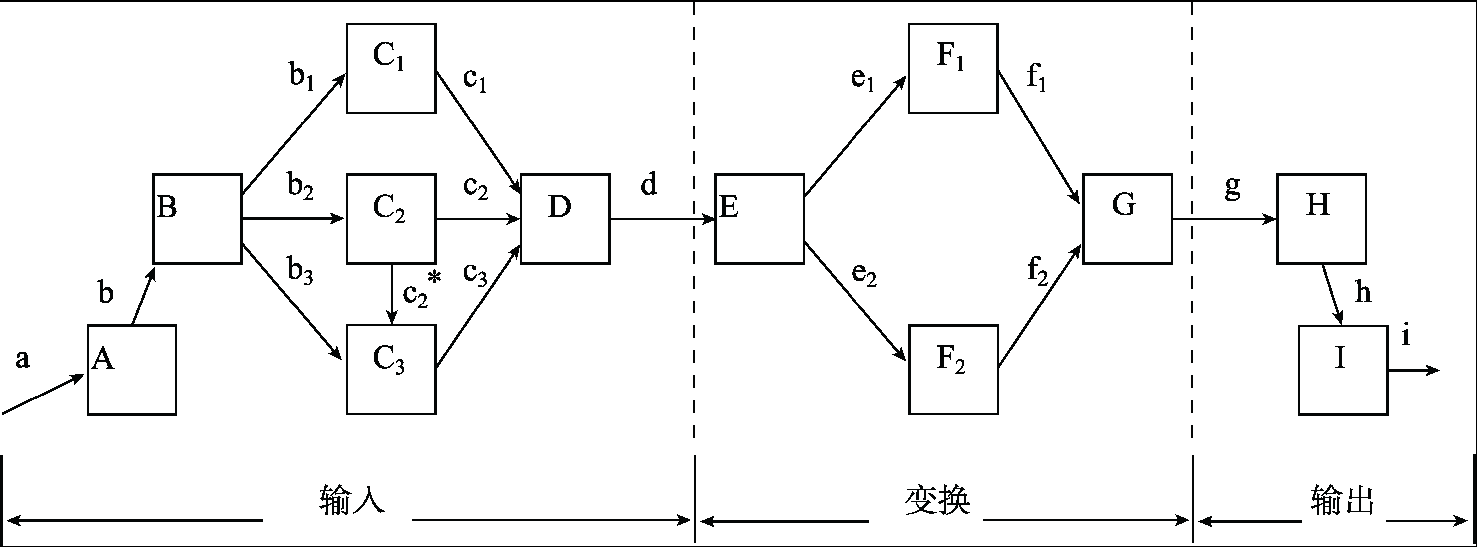 C₁
F₁
b₁
c₁
e₁
f₁
B
b₂
C₂
c₂
D
d
E
G
g
H
b₃
c₂*
c₃
e₂
f₂
b
h
a
A
C₃
F₂
I
i
输入
变换
输出